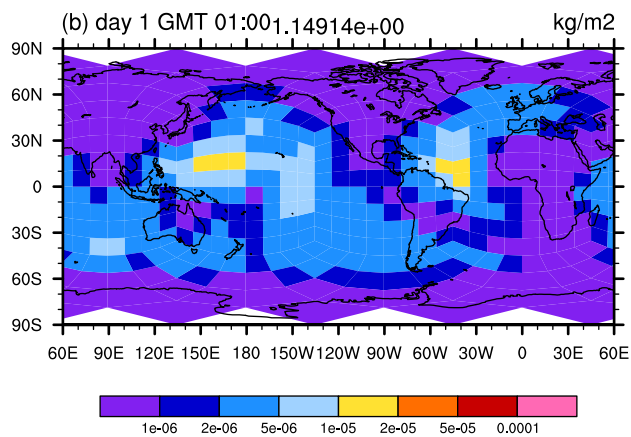 (b) day 1 GMT 01:00 1.14914e+00 kg/m2
90N
60N
30N
0
30S
60S
90S
60E 90E 120E 150E 180 150W 120W 90W 60W 30W 0 30E 60E
1e-06 2e-06 5e-06 1e-05 2e-05 5e-05 0.0001